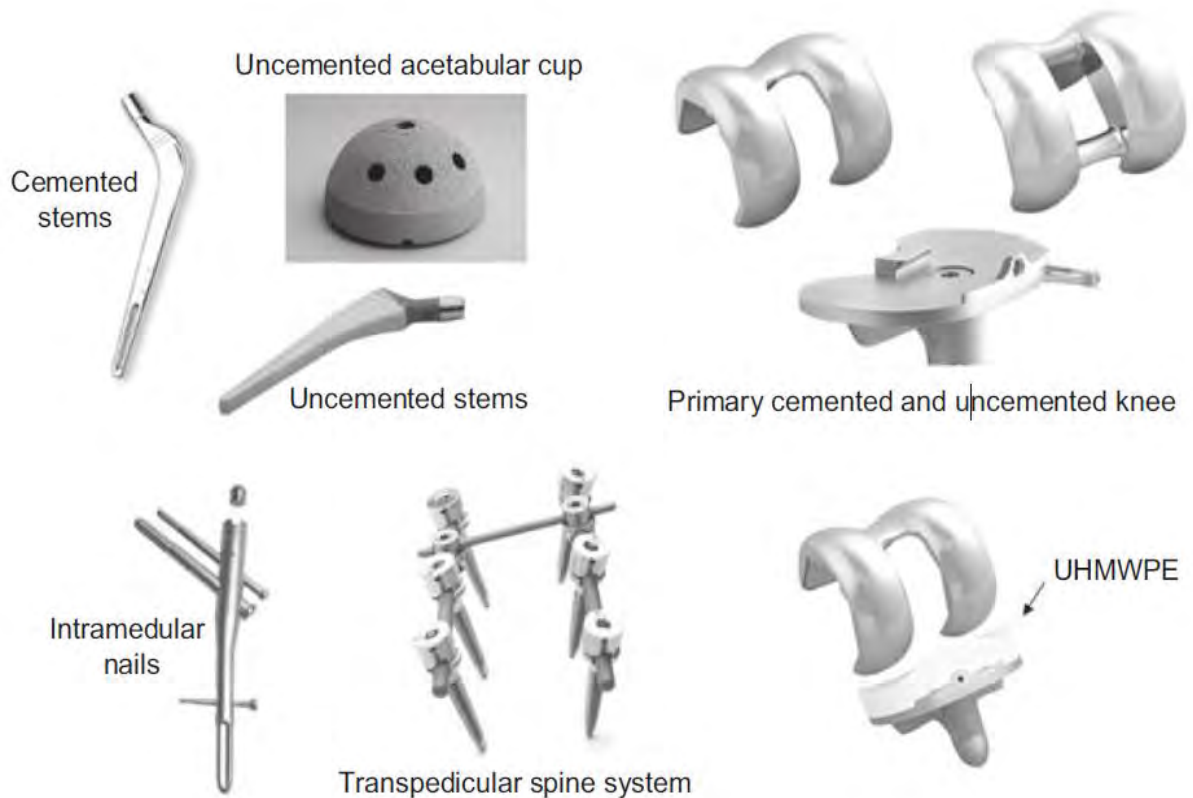 Uncemented acetabular cup
Cemented
stems
Uncemented stems
Primary cemented and uncemented knee
Intramedular
nails
UHMWPE
Transpedicular spine system